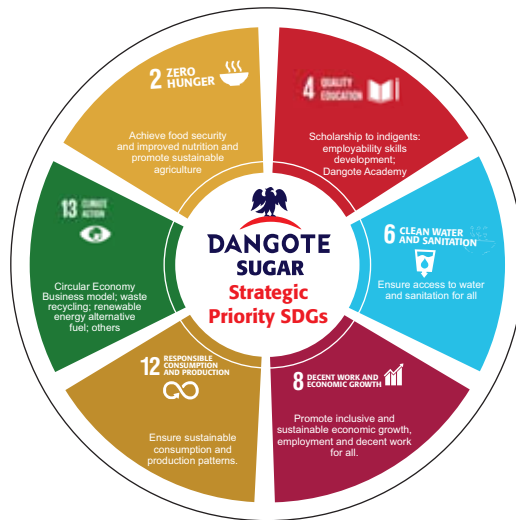 2 ZERO
HUNGER
Achieve food security
and improved nutrition and
promote sustainable
agriculture
4 QUALITY
EDUCATION
Scholarship to indigents:
employability skills
development;
Dangote Academy
6 CLEAN WATER
AND SANITATION
Ensure access to water
and sanitation for all
8 DECENT WORK AND
ECONOMIC GROWTH
Promote inclusive and
sustainable economic growth,
employment and decent work
for all.
12 RESPONSIBLE
CONSUMPTION
AND PRODUCTION
Ensure sustainable
consumption and
production patterns.
13 CLIMATE
ACTION
Circular Economy
Business model; waste
recycling; renewable
energy alternative
fuel; others
DANGOTE
SUGAR
Strategic
Priority SDGs